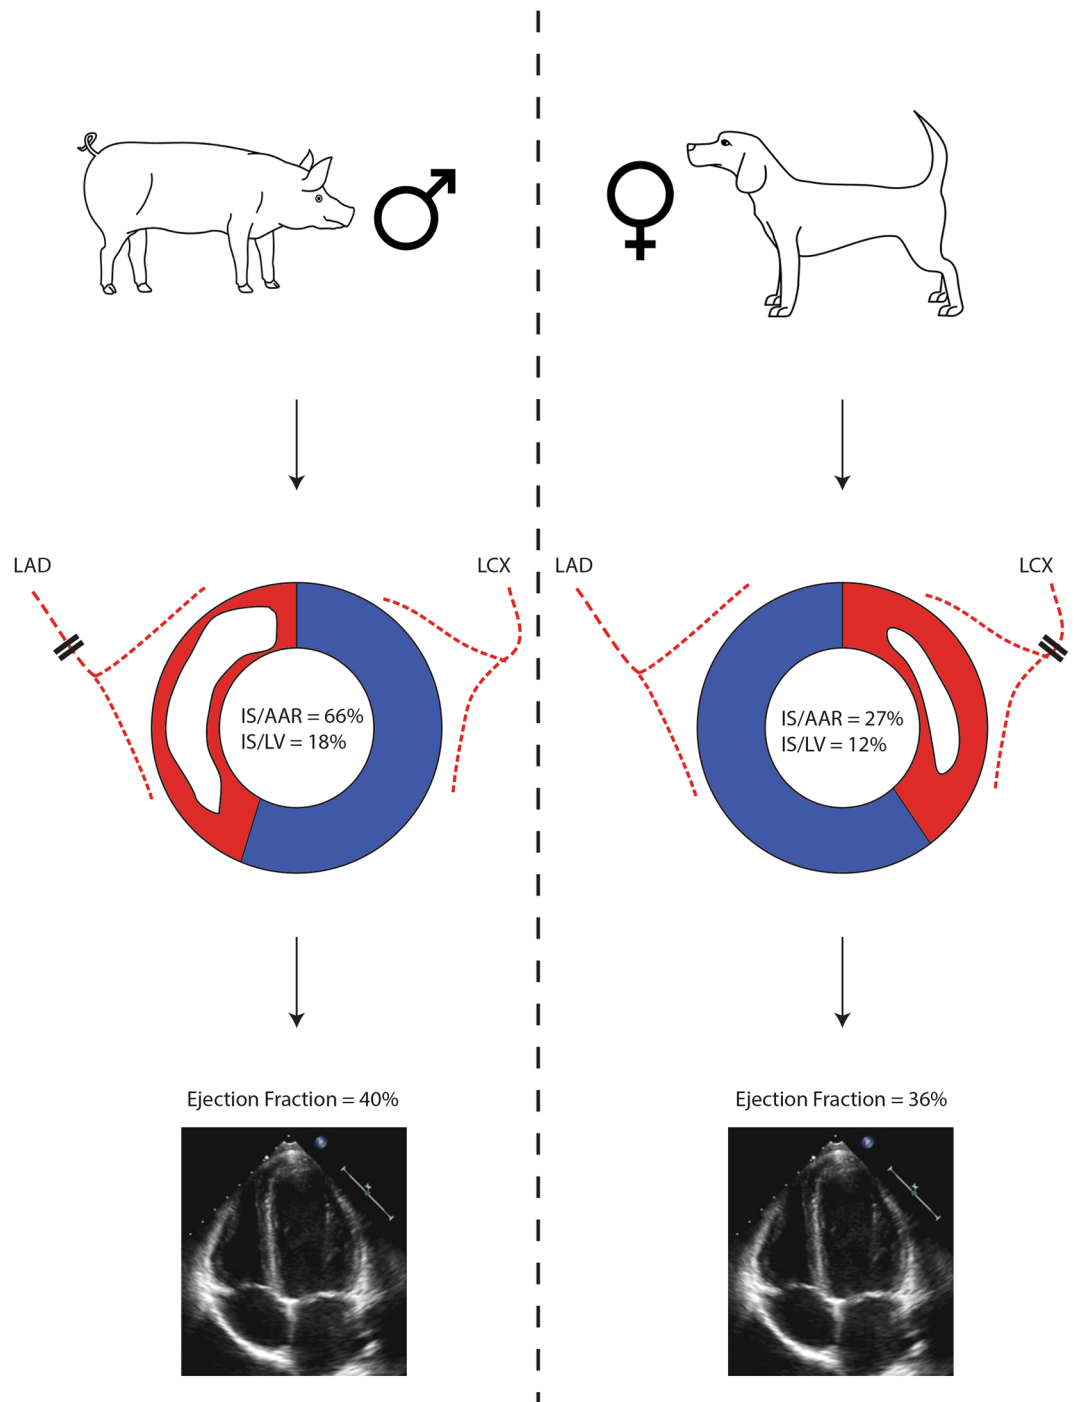 LAD
LCX
IS/AAR = 66%
IS/LV = 18%
Ejection Fraction = 40%
LAD
LCX
IS/AAR = 27%
IS/LV = 12%
Ejection Fraction = 36%